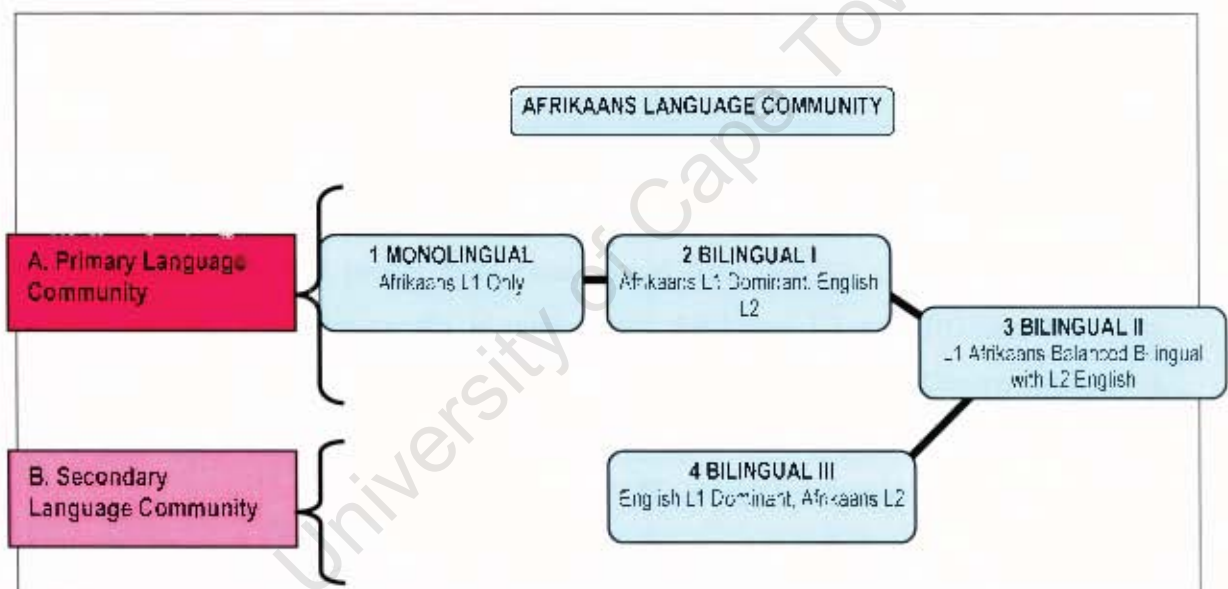 AFRIKAANS LANGUAGE COMMUNITY
A. Primary Language
Community
1 MONOLINGUAL
Afrikaans L1 Only
2 BILINGUAL I
Afrikaans L1 Dominant, English
L2
3 BILINGUAL II
L1 Afrikaans Balanced Bilingual
with L2 English
B. Secondary
Language Community
4 BILINGUAL III
English L1 Dominant, Afrikaans L2
University of Cape Tow